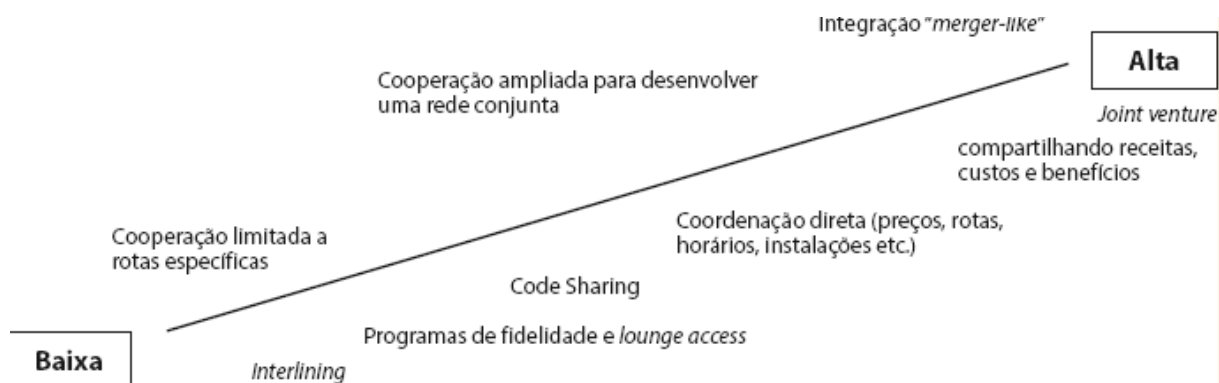 Integração "merger-like"
Alta
Cooperação ampliada para desenvolver
uma rede conjunta
Joint venture
compartilhando receitas,
custos e benefícios
Coordenação direta (preços, rotas,
horários, instalações etc.)
Cooperação limitada a
rotas específicas
Code Sharing
Programas de fidelidade e lounge access
Baixa
Interlining